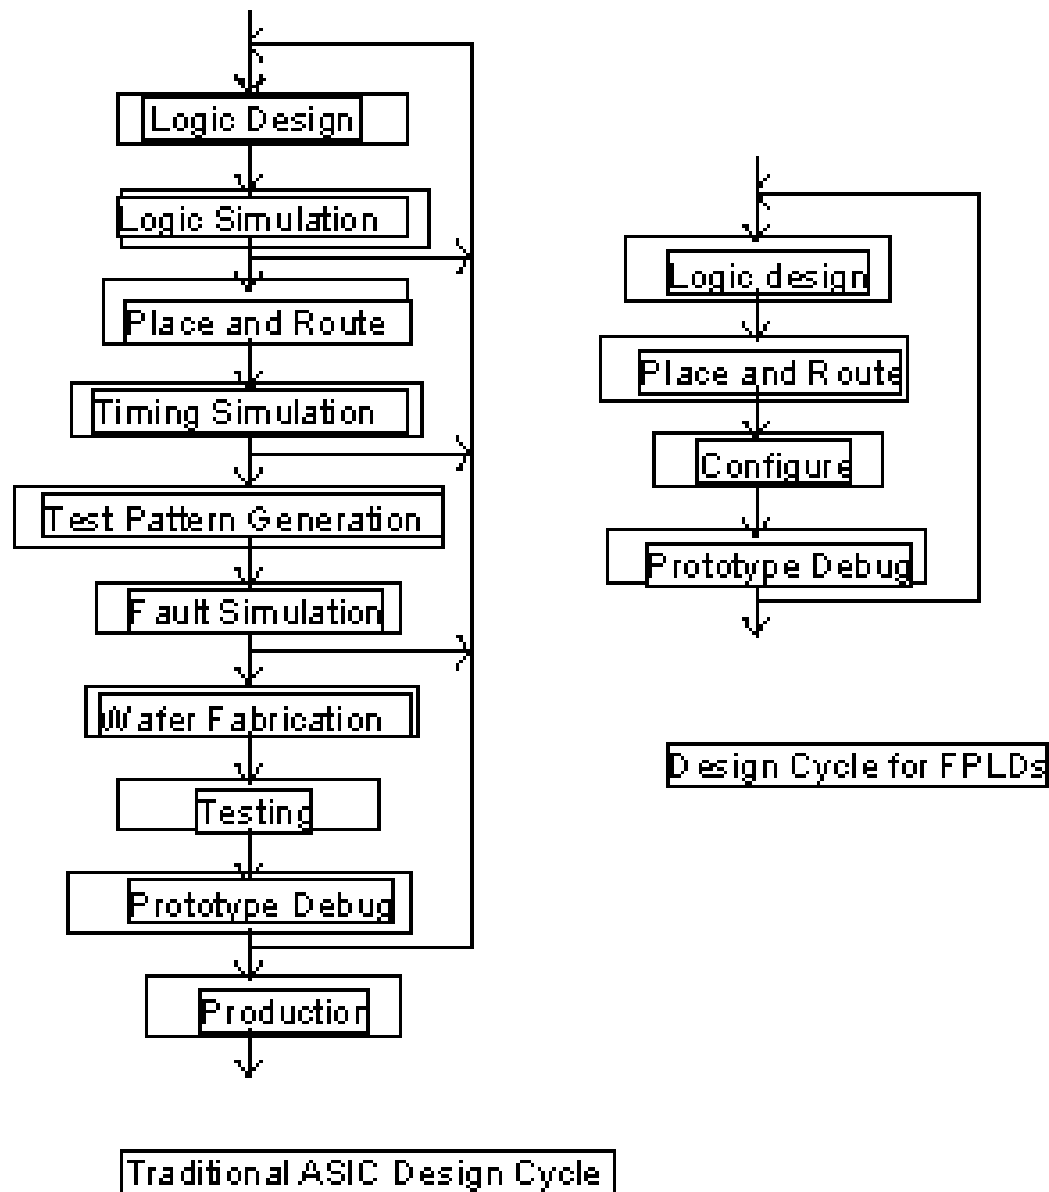 Logic Design
Logic Simulation
Place and Route
Timing Simulation
Test Pattern Generation
Fault Simulation
Wafer Fabrication
Testing
Prototype Debug
Production
Traditional ASIC Design Cycle
Logic design
Place and Route
Configure
Prototype Debug
Design Cycle for FPLDs